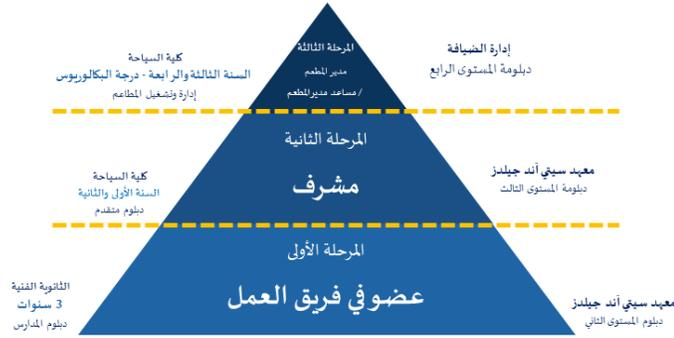 المرحلة الثالثة
مدير المطعم
/ مساعد مدير المطعم
إدارة الضيافة
دبلومة المستوى الرابع
كلية السياحة
السنة الثالثة والرابعة - درجة البكالوريوس
إدارة وتشغيل المطاعم
المرحلة الثانية
مشرف
معهد سيتي آند جيلدز
دبلومة المستوى الثالث
كلية السياحة
السنة الأولى والثانية
دبلوم متقدم
المرحلة الأولى
عضو في فريق العمل
معهد سيتي آند جيلدز
دبلوم المستوى الثاني
الثانوية الفنية
3 سنوات
دبلوم المدارس